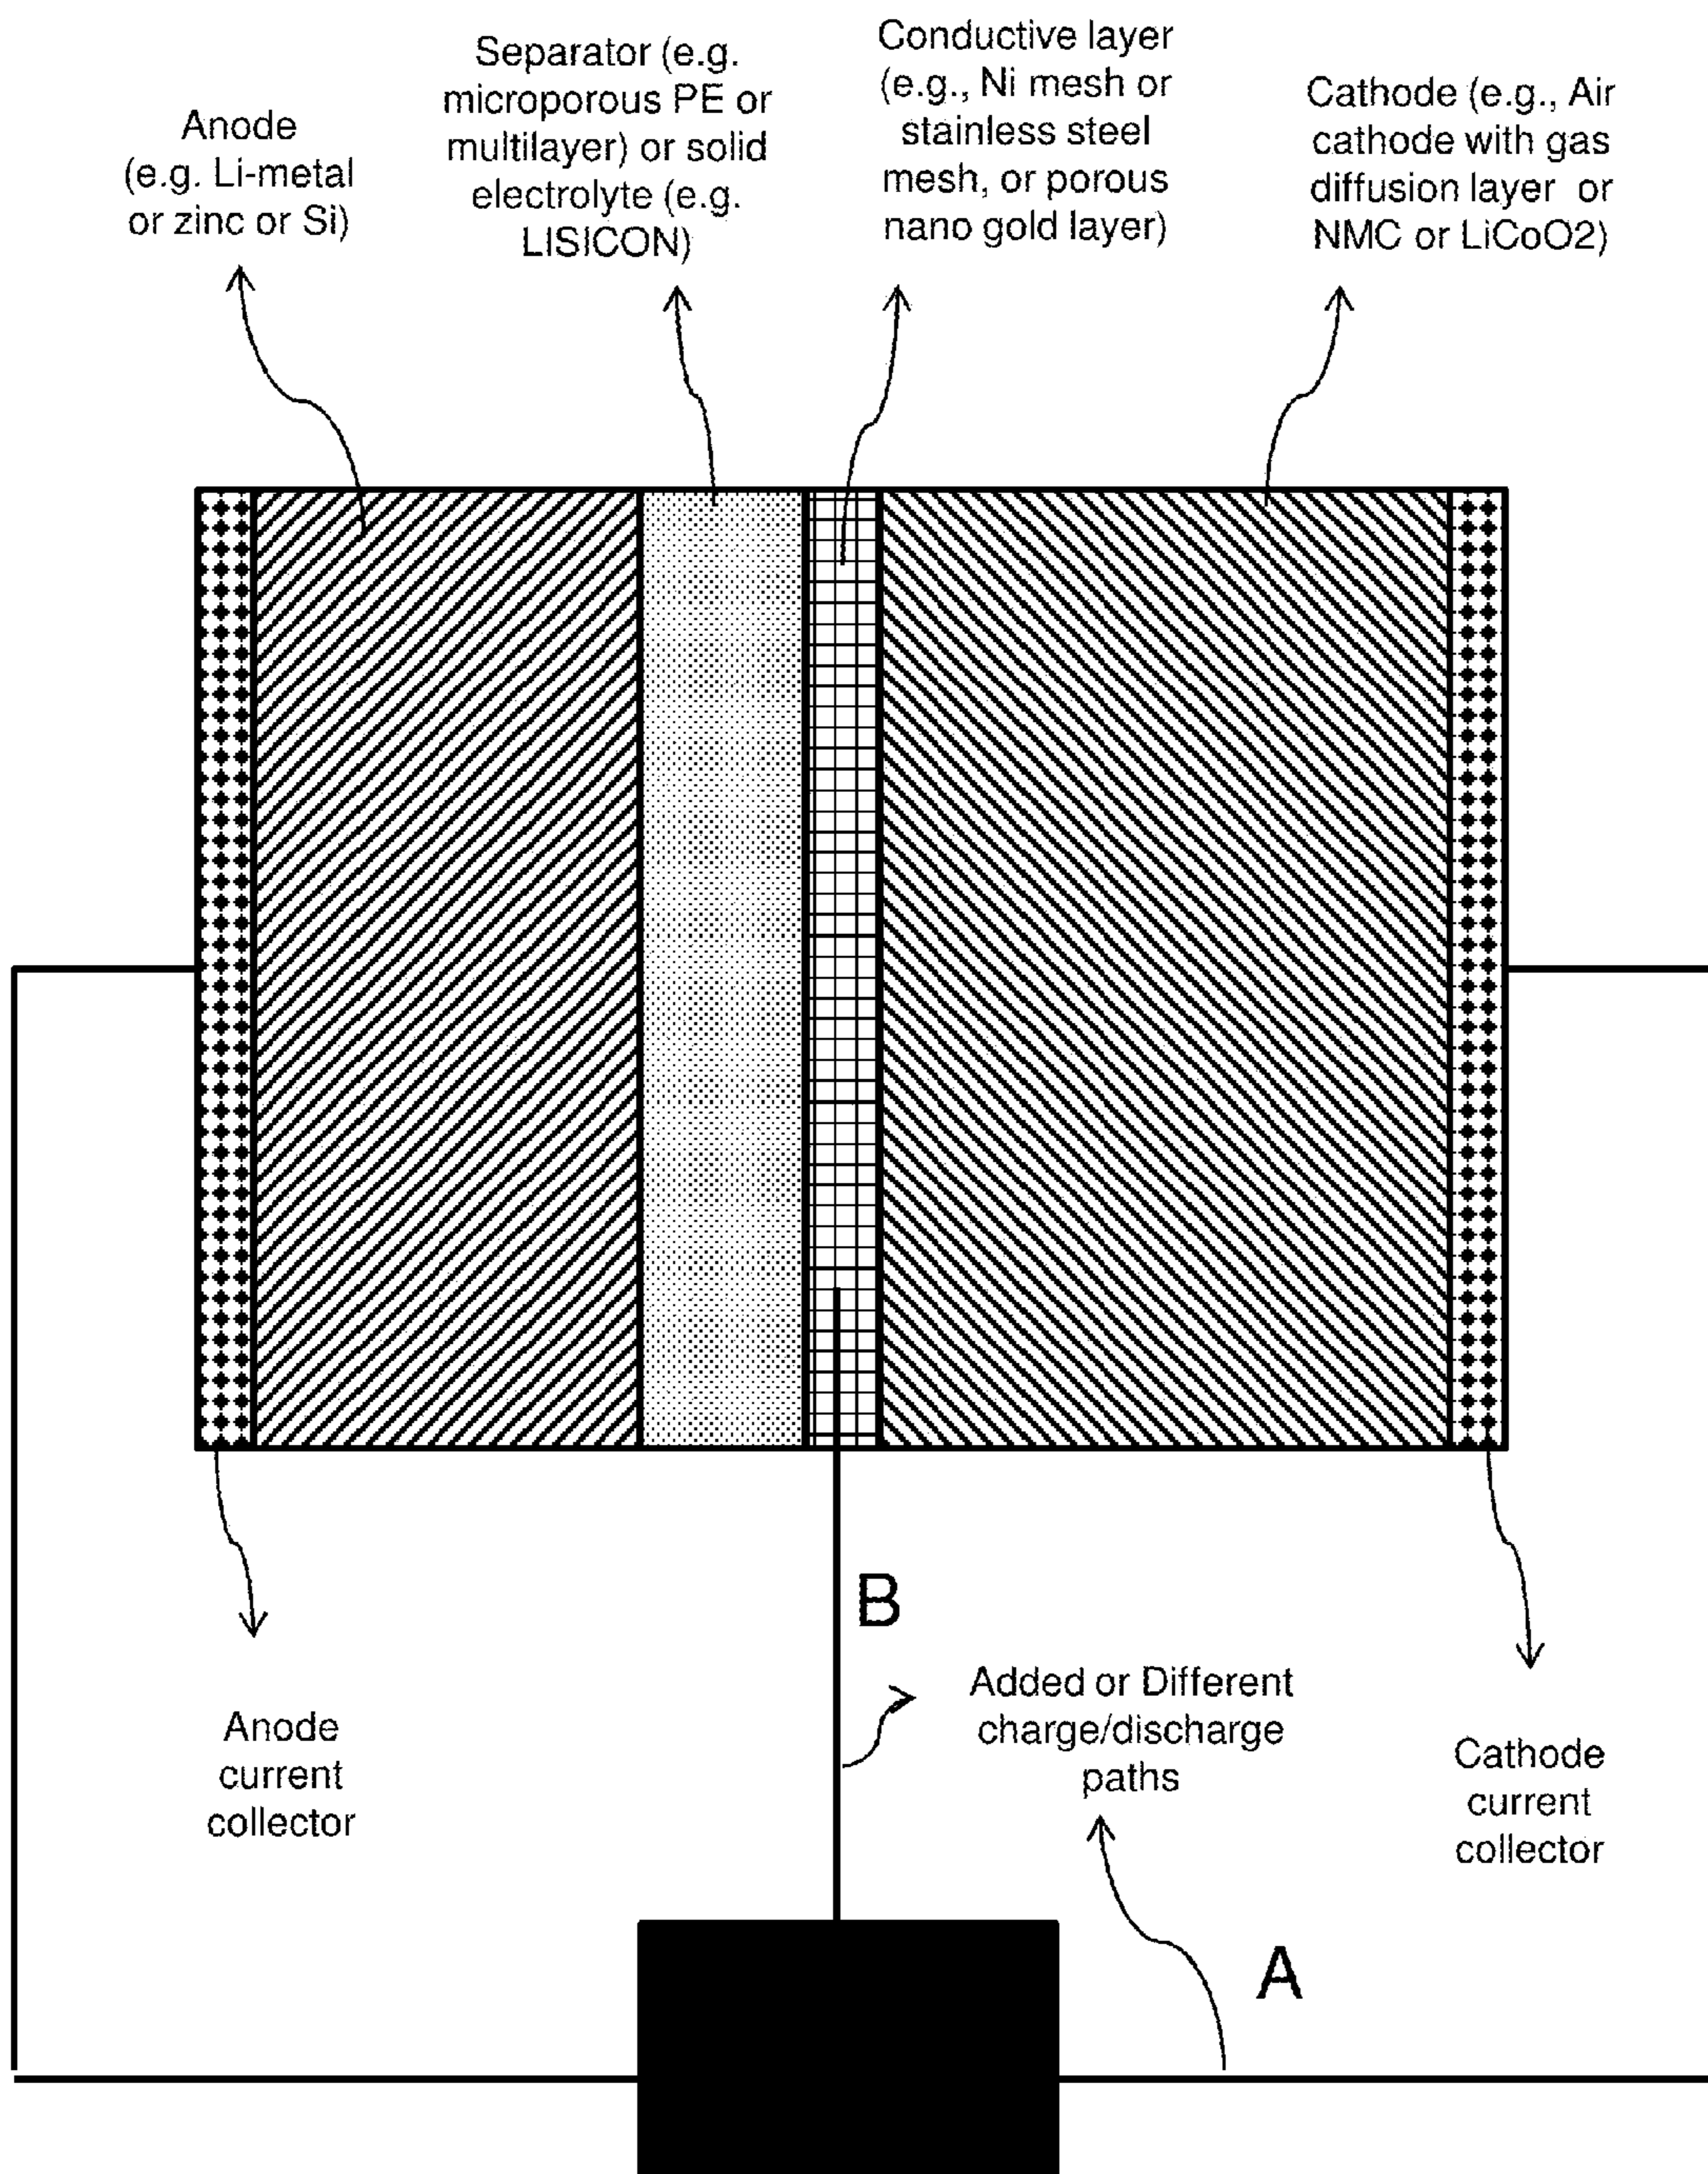 Anode
(e.g. Li-metal
or zinc or Si)
Separator (e.g.
microporous PE or
multilayer) or solid
electrolyte (e.g.
LISICON)
Conductive layer
(e.g., Ni mesh or
stainless steel
mesh, or porous
nano gold layer)
Cathode (e.g., Air
cathode with gas
diffusion layer or
NMC or LiCoO2)
B
Added or Different
charge/discharge
paths
Anode
current
collector
Cathode
current
collector
A